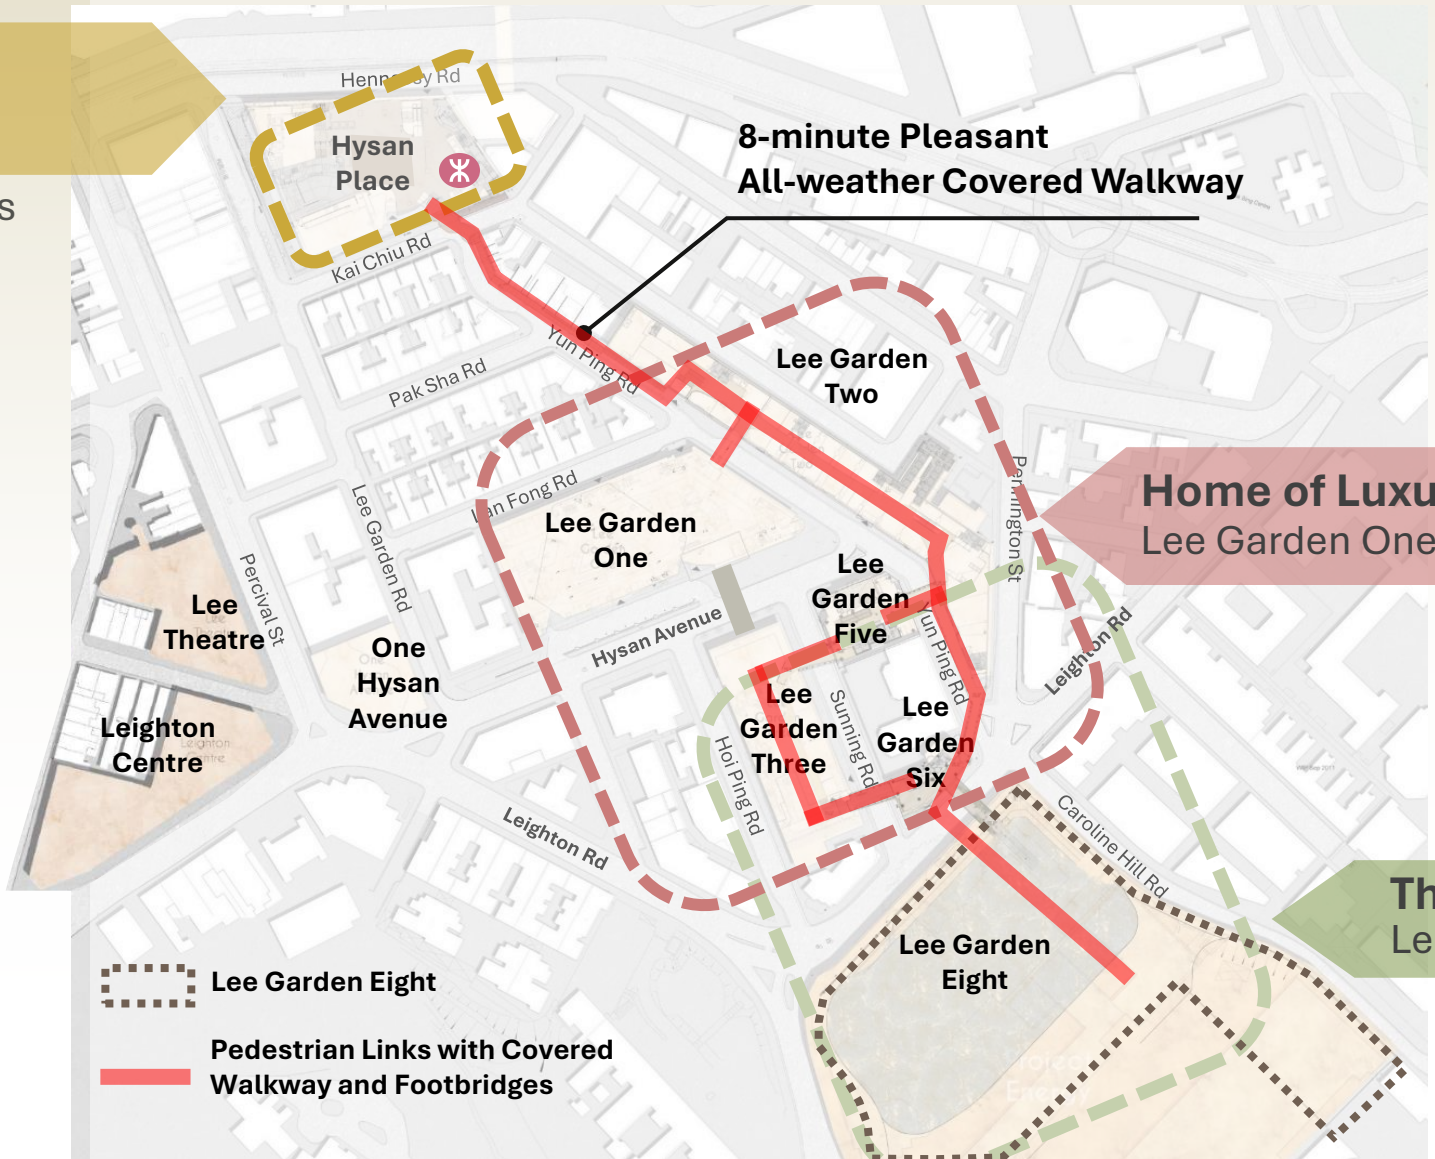 s
Hennessy Rd
Hysan
Place
Kai Chiu Rd
8-minute Pleasant
All-weather Covered Walkway
Yun Ping Rd
Pak Sha Rd
Lee Garden
Two
Lan Fong Rd
Lee Garden Rd
Lee Garden
One
Pennington St
Home of Luxu
Lee Garden One
Percival St
Lee
Theatre
One
Hysan
Avenue
Hysan Avenue
Lee
Garden
Five
Yun Ping Rd
Leighton Rd
Leighton
Centre
Lee
Garden
Three
Sunning Rd
Lee
Garden
Six
Hoi Ping Rd
Leighton Rd
Caroline Hill Rd
Th
Le
Lee Garden
Eight
Project
Energy
Lee Garden Eight
Pedestrian Links with Covered
Walkway and Footbridges